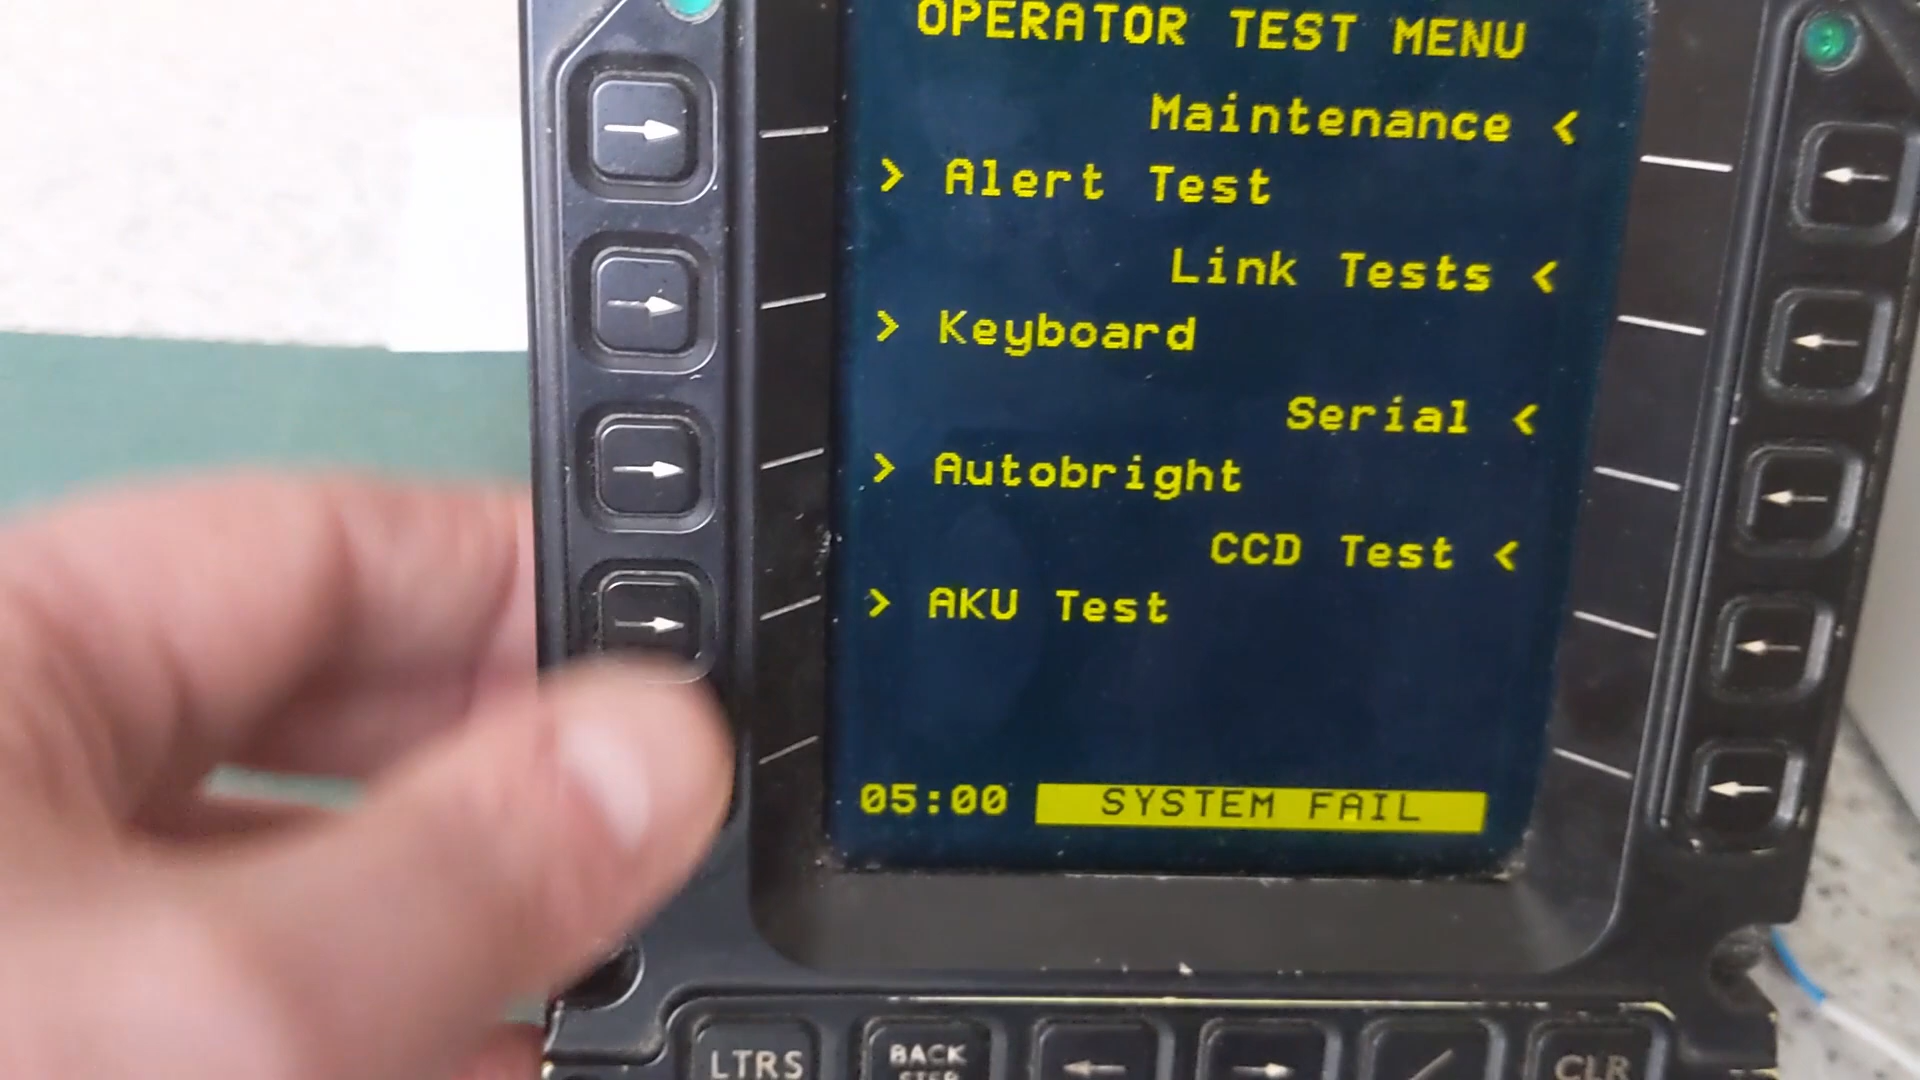 OPERATOR TEST MENU
Maintenance <
> Alert Test
Link Tests <
> Keyboard
Serial <
> Autobright
CCD Test <
> AKU Test
05:00 SYSTEM FAIL
LTRS
BACK
STEP
CLR